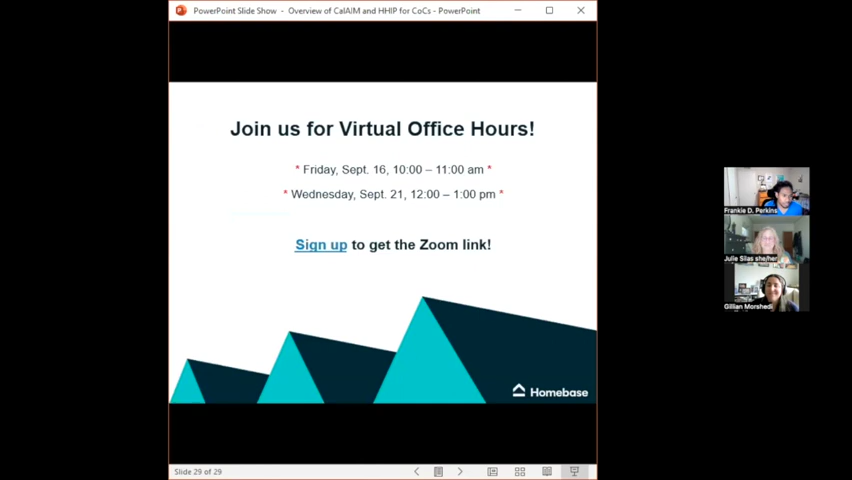 PowerPoint Slide Show - Overview of CalAIM and HHIP for CoCs - PowerPoint
Join us for Virtual Office Hours!
* Friday, Sept. 16, 10:00 – 11:00 am *
* Wednesday, Sept. 21, 12:00 – 1:00 pm *
Sign up to get the Zoom link!
Homebase
Slide 29 of 29
Frankie D. Perkins
Julie Silas she/her
Gillian Morshedi